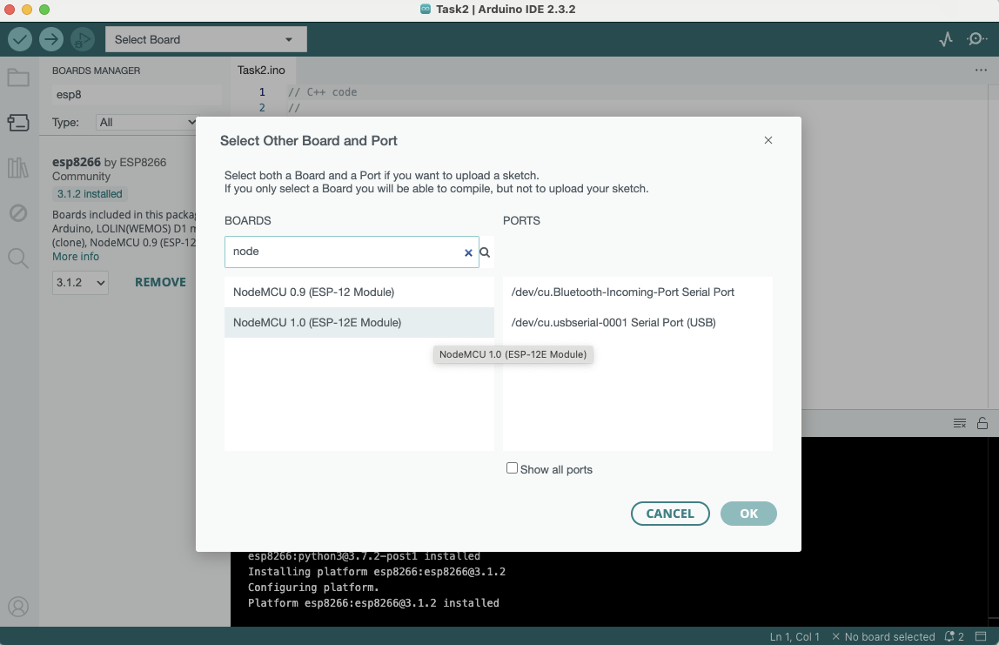 Task2 | Arduino IDE 2.3.2
Select Board
BOARDS MANAGER
esp8
Type: All
esp8266 by ESP8266
Community
3.1.2 installed
Boards included in this packa
Arduino, LOLIN(WEMOS) D1 m
(clone), NodeMCU 0.9 (ESP-12
More info
3.1.2
REMOVE
Task2.ino
1 // C++ code
2 //
Select Other Board and Port
Select both a Board and a Port if you want to upload a sketch.
If you only select a Board you will be able to compile, but not to upload your sketch.
BOARDS
node
NodeMCU 0.9 (ESP-12 Module)
NodeMCU 1.0 (ESP-12E Module)
PORTS
/dev/cu.Bluetooth-Incoming-Port Serial Port
/dev/cu.usbserial-0001 Serial Port (USB)
NodeMCU 1.0 (ESP-12E Module)
Show all ports
CANCEL
OK
esp8266:python3@3.7.2-post1 installed
Installing platform esp8266:esp8266@3.1.2
Configuring platform.
Platform esp8266:esp8266@3.1.2 installed
Ln 1, Col 1
No board selected
2